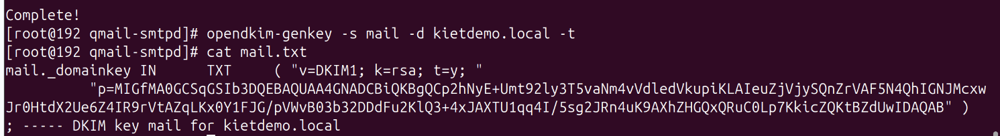 Complete!
[root@192 qmail-smtpd]# opendkim-genkey -s mail -d kietdemo.local -t
[root@192 qmail-smtpd]# cat mail.txt
mail._domainkey IN      TXT     ( "v=DKIM1; k=rsa; t=y; "
          "p=MIGfMA0GCSqGSIb3DQEBAQUAA4GNADCBiQKBgQCp2hNyE+Umt92ly3T5vaNm4vVdledVkupiKLAIeuZjVjySQnZrVAF5N4QhIGNJMcxw
Jr0HtdX2Ue6Z4IR9rVtAZqLKx0Y1FJG/pVWvB03b32DDdFu2KlQ3+4xJAXTU1qq4I/5sg2JRn4uK9AXhZHGQxQRuC0Lp7KkicZQKtBZdUwIDAQAB" )
; ----- DKIM key mail for kietdemo.local